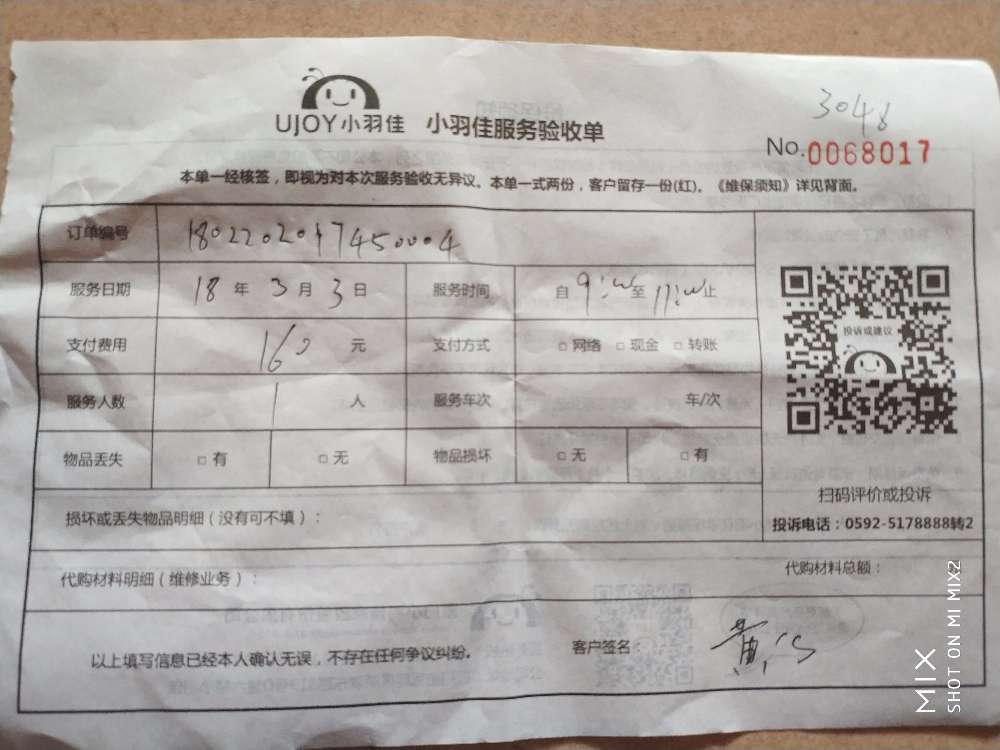 3048
UJOY小羽佳 小羽佳服务验收单
No.0068017
本单一经核签，即视为对本次服务验收无异议。本单一式两份，客户留存一份(红)。《维保须知》详见背面。
订单编号 1802202017450004
服务日期 18 年 3 月 3 日 服务时间 自 9:00 至 11:00 止
投诉或建议
支付费用 160 元 支付方式 □ 网络 □ 现金 □ 转账
服务人数 1 人 服务车次 车/次
物品丢失 □ 有 □ 无 物品损坏 □ 无 □ 有
扫码评价或投诉
损坏或丢失物品明细（没有可不填）：
投诉电话：0592-5178888转2
代购材料明细（维修业务）： 代购材料总额：
以上填写信息已经本人确认无误，不存在任何争议纠纷。 客户签名 黄
MIX
SHOT ON MI MIX2